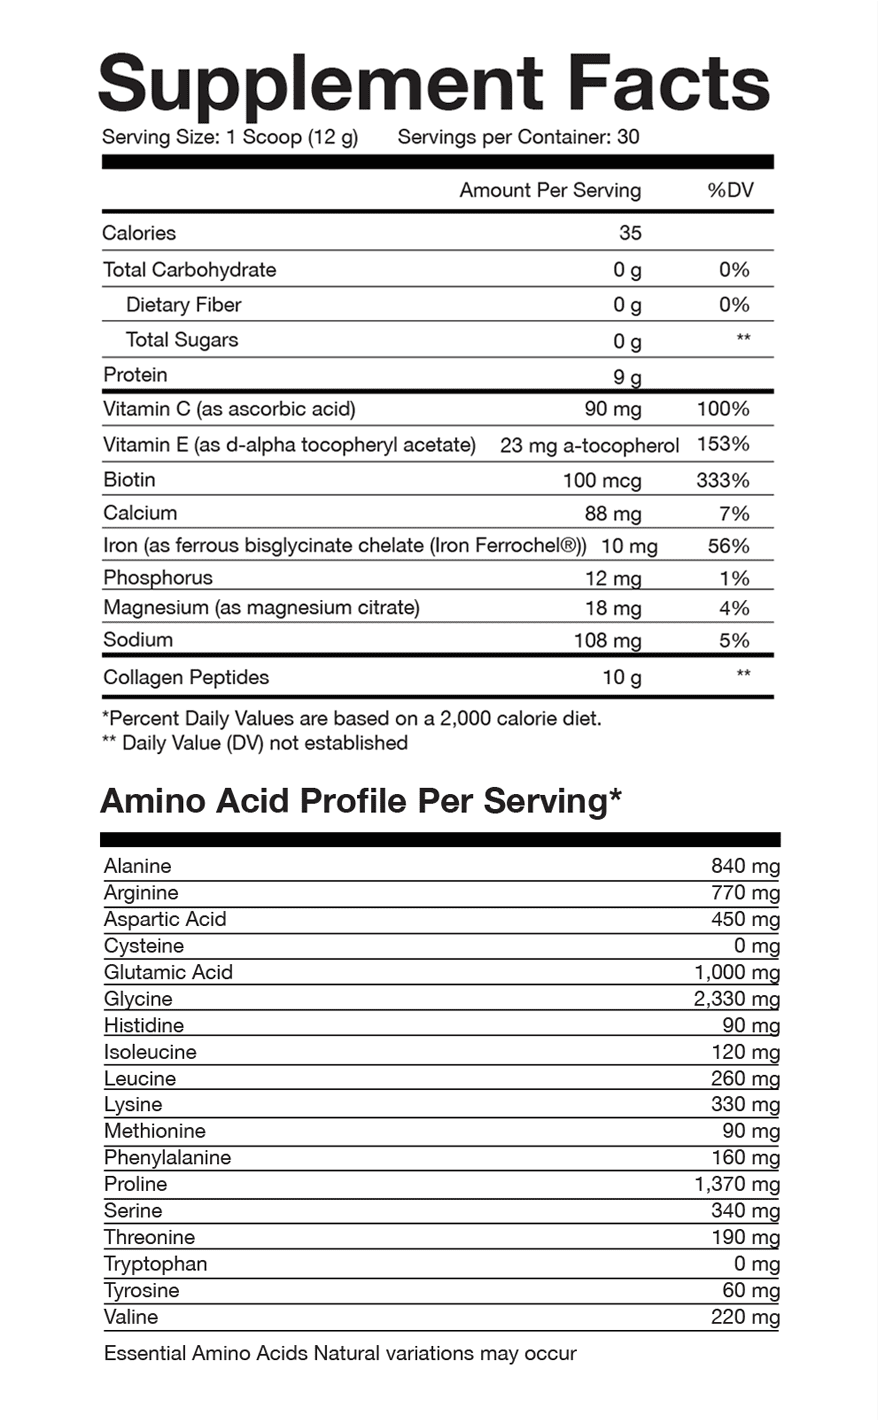 Supplement Facts
Serving Size: 1 Scoop (12 g) Servings per Container: 30
Amount Per Serving %DV
Calories 35
Total Carbohydrate 0 g 0%
Dietary Fiber 0 g 0%
Total Sugars 0 g **
Protein 9 g
Vitamin C (as ascorbic acid) 90 mg 100%
Vitamin E (as d-alpha tocopheryl acetate) 23 mg a-tocopherol 153%
Biotin 100 mcg 333%
Calcium 88 mg 7%
Iron (as ferrous bisglycinate chelate (Iron Ferrochel®)) 10 mg 56%
Phosphorus 12 mg 1%
Magnesium (as magnesium citrate) 18 mg 4%
Sodium 108 mg 5%
Collagen Peptides 10 g **
*Percent Daily Values are based on a 2,000 calorie diet.
** Daily Value (DV) not established
Amino Acid Profile Per Serving*
Alanine 840 mg
Arginine 770 mg
Aspartic Acid 450 mg
Cysteine 0 mg
Glutamic Acid 1,000 mg
Glycine 2,330 mg
Histidine 90 mg
Isoleucine 120 mg
Leucine 260 mg
Lysine 330 mg
Methionine 90 mg
Phenylalanine 160 mg
Proline 1,370 mg
Serine 340 mg
Threonine 190 mg
Tryptophan 0 mg
Tyrosine 60 mg
Valine 220 mg
Essential Amino Acids Natural variations may occur